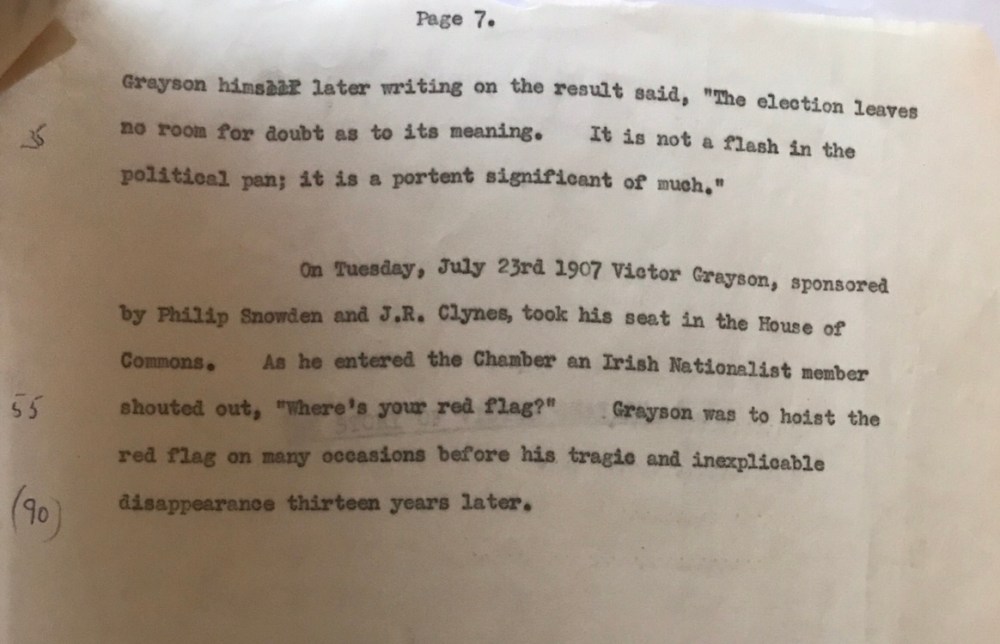 Page 7.
Grayson himself later writing on the result said, "The election leaves
35
no room for doubt as to its meaning. It is not a flash in the
political pan; it is a portent significant of much."
On Tuesday, July 23rd 1907 Victor Grayson, sponsored
by Philip Snowden and J.R. Clynes, took his seat in the House of
Commons. As he entered the Chamber an Irish Nationalist member
55
shouted out, "Where's your red flag?" Grayson was to hoist the
red flag on many occasions before his tragic and inexplicable
(90)
disappearance thirteen years later.